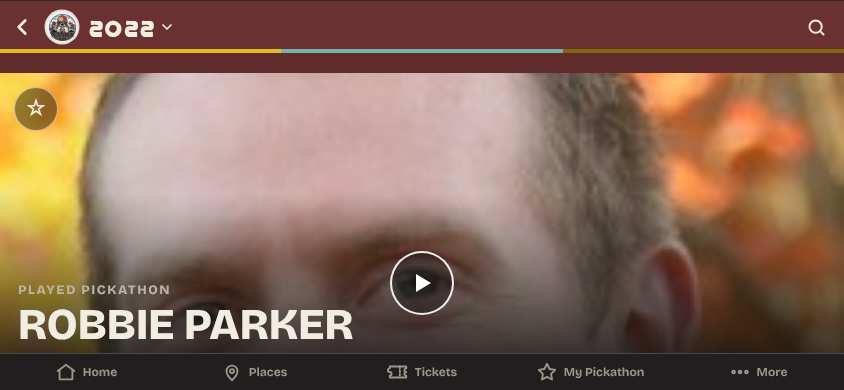 2022
PLAYED PICKATHON
ROBBIE PARKER
Home
Places
Tickets
My Pickathon
More